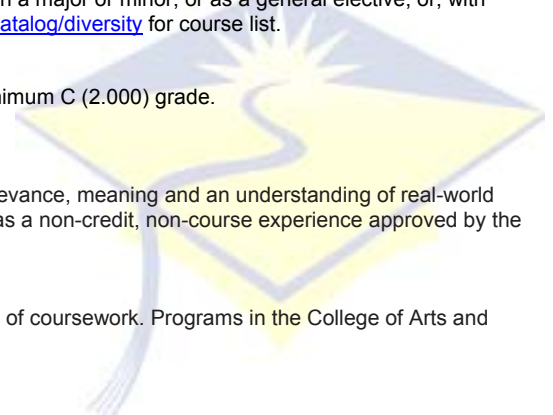 a major or minor; or as a general elective; or, with
atalog/diversity for course list.
nimum C (2.000) grade.
evance, meaning and an understanding of real-world
as a non-credit, non-course experience approved by the
of coursework. Programs in the College of Arts and